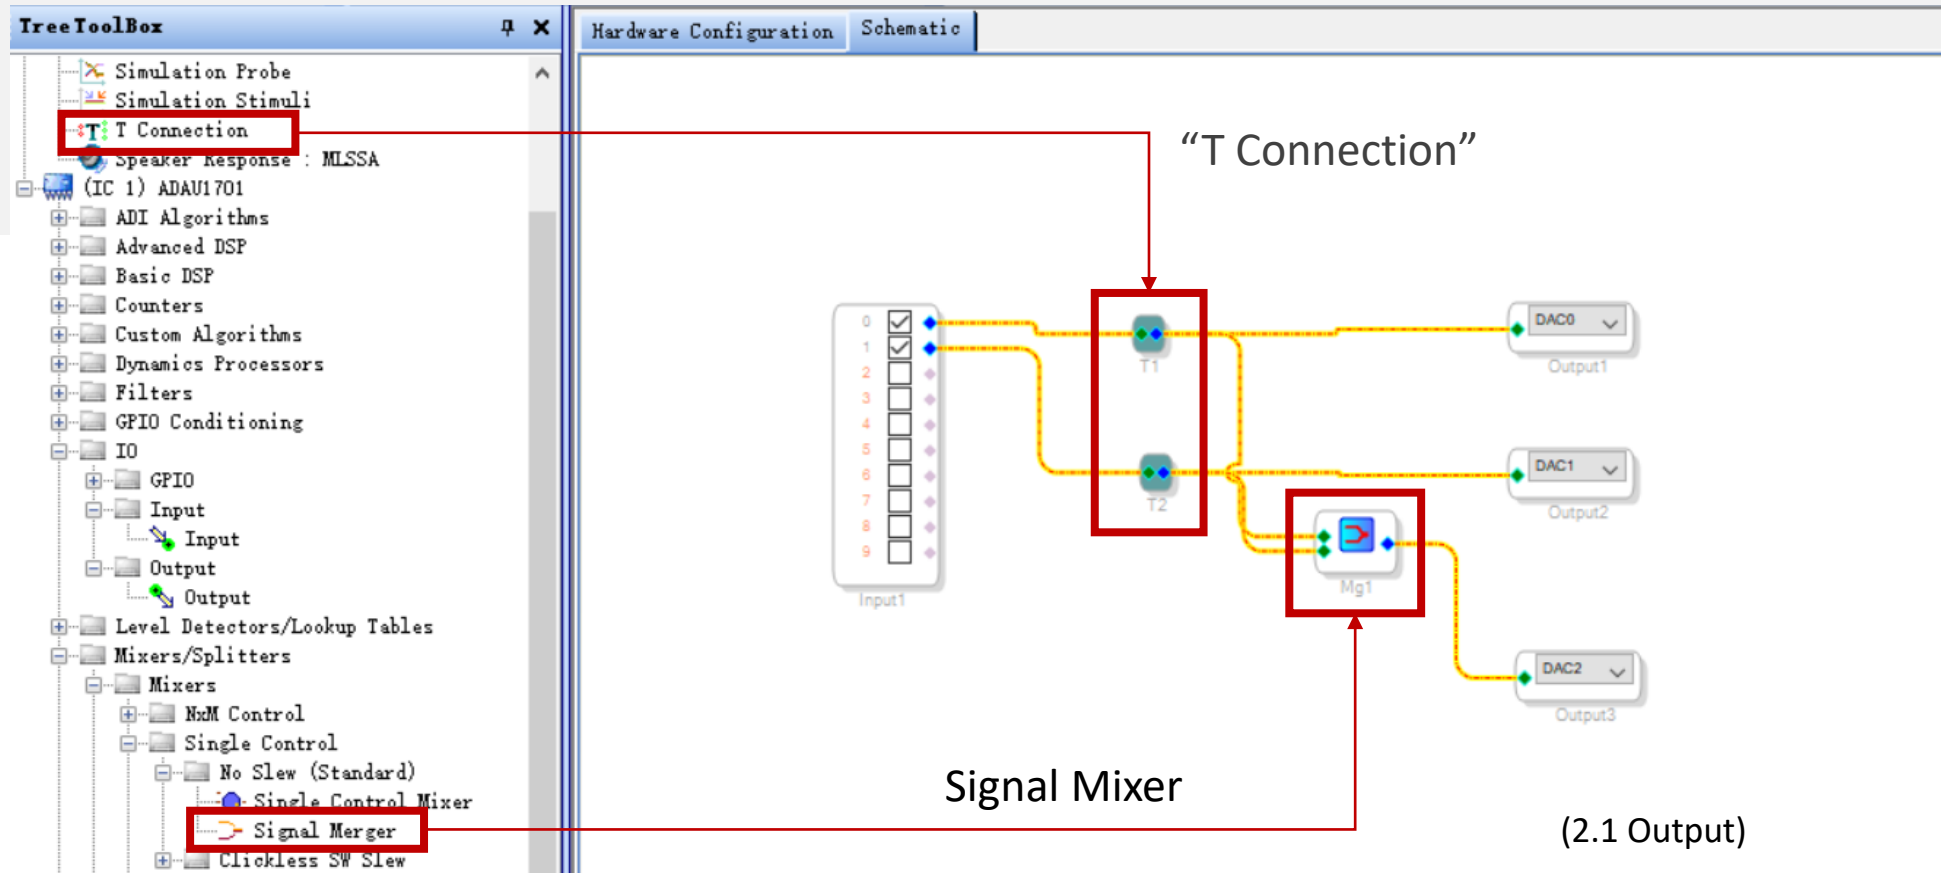 TreeToolBox
Simulation Probe
Simulation Stimuli
T T Connection
Speaker Response : MLSSA
(IC 1) ADAU1701
ADI Algorithms
Advanced DSP
Basic DSP
Counters
Custom Algorithms
Dynamics Processors
Filters
GPIO Conditioning
IO
GPIO
Input
Input
Output
Output
Level Detectors/Lookup Tables
Mixers/Splitters
Mixers
NxM Control
Single Control
No Slew (Standard)
Single Control Mixer
Signal Merger
Clickless SW Slew
Hardware Configuration Schematic
“T Connection”
0
1
2
3
4
5
6
7
8
9
Input1
T1
T2
Mg1
DAC0
Output1
DAC1
Output2
DAC2
Output3
Signal Mixer
(2.1 Output)